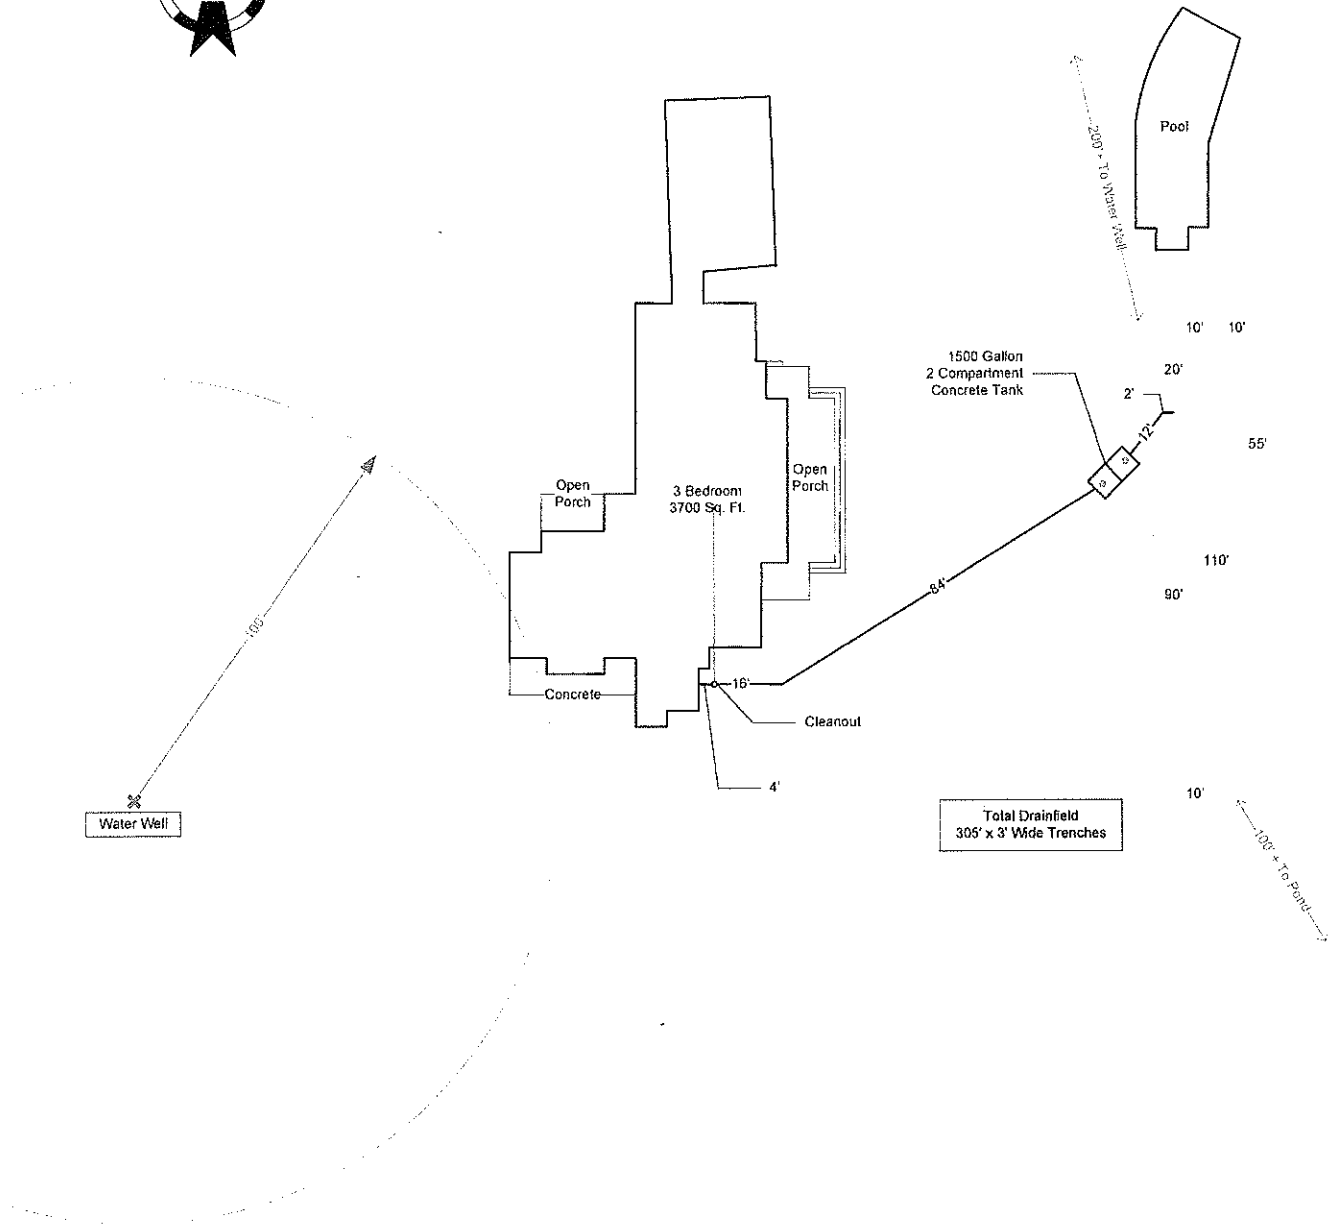 Pool
200' + To Water Well
10' 10'
1500 Gallon
2 Compartment
Concrete Tank
20'
2'
12'
55'
Open
Porch
3 Bedroom
3700 Sq. Ft.
Open
Porch
110'
84'
90'
100'
Concrete
16'
Cleanout
4'
10'
Water Well
Total Drainfield
305' x 3' Wide Trenches
100' + To Pond